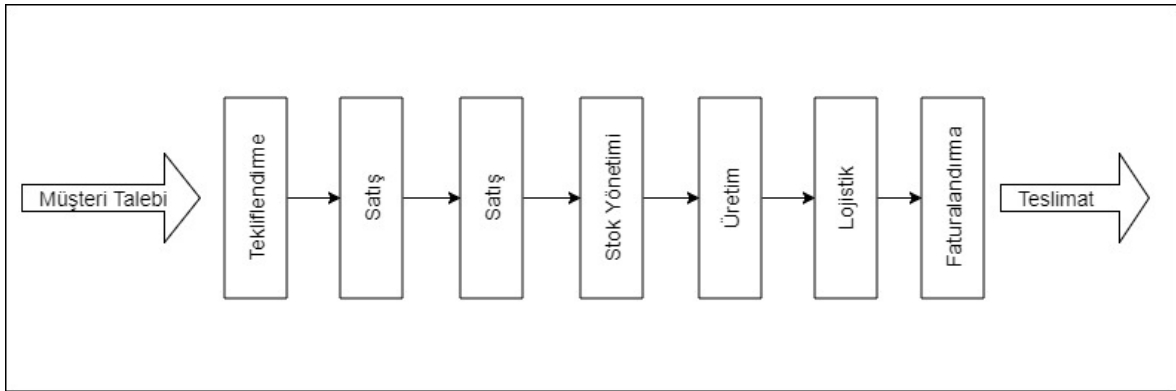 Müşteri Talebi
Tekliflendirme
Satış
Satış
Stok Yönetimi
Üretim
Lojistik
Faturalandırma
Teslimat